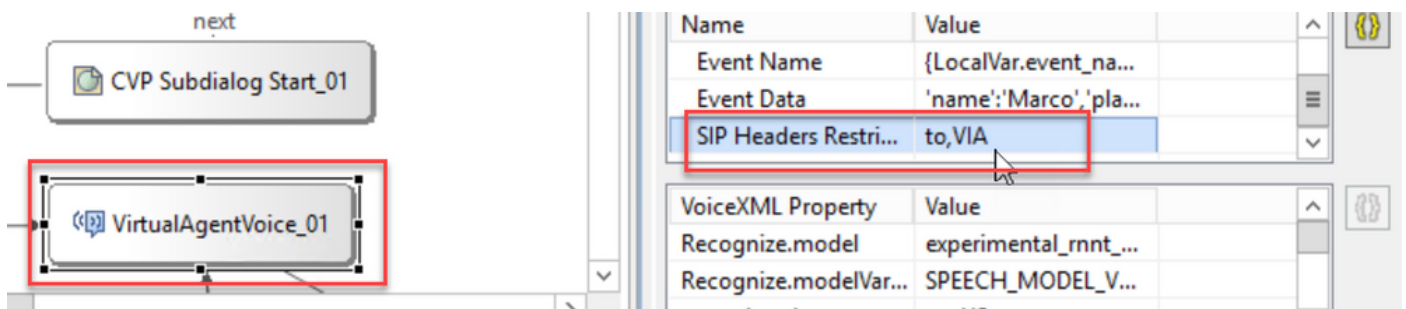 next
CVP Subdialog Start_01
VirtualAgentVoice_01
Name Value
Event Name {LocalVar.event_na...
Event Data 'name':'Marco','pla...
SIP Headers Restri... to,VIA
VoiceXML Property Value
Recognize.model experimental_rnnt_...
Recognize.modelVar... SPEECH_MODEL_V...